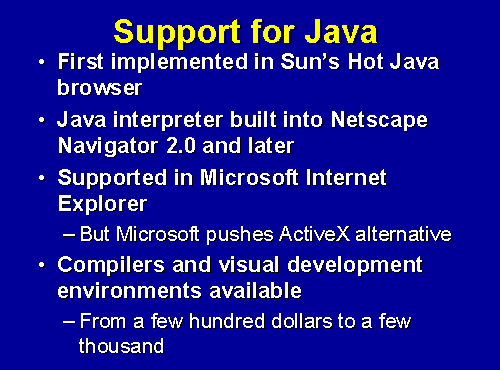 Support for Java
• First implemented in Sun's Hot Java
browser
• Java interpreter built into Netscape
Navigator 2.0 and later
• Supported in Microsoft Internet
Explorer
– But Microsoft pushes ActiveX alternative
• Compilers and visual development
environments available
– From a few hundred dollars to a few
thousand